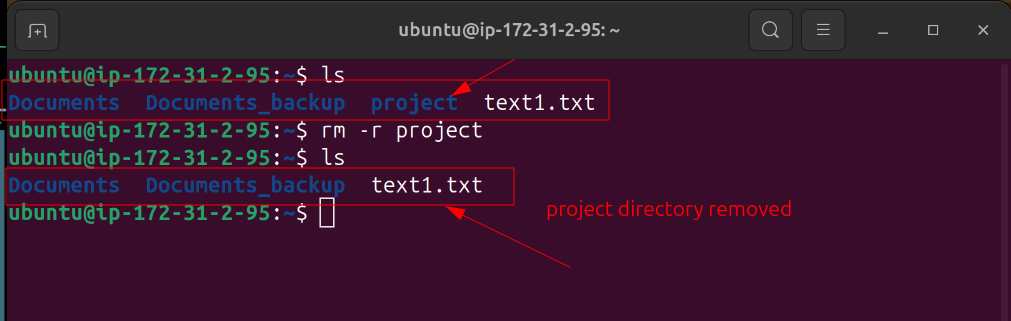 ubuntu@ip-172-31-2-95: ~
ubuntu@ip-172-31-2-95:~$ ls
Documents Documents_backup project text1.txt
ubuntu@ip-172-31-2-95:~$ rm -r project
ubuntu@ip-172-31-2-95:~$ ls
Documents Documents_backup text1.txt
ubuntu@ip-172-31-2-95:~$
project directory removed